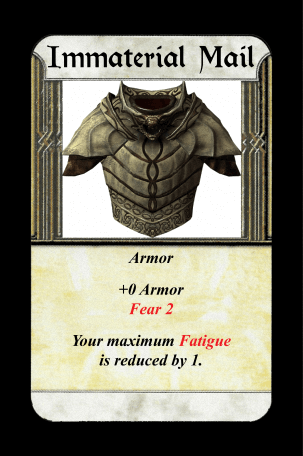 Immaterial Mail
Armor
+0 Armor
Fear 2
Your maximum Fatigue
is reduced by 1.